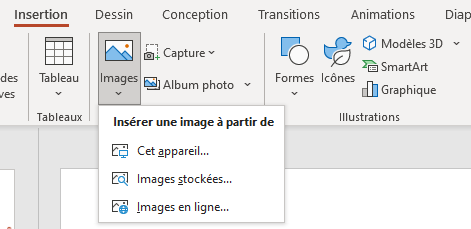 Insertion Dessin Conception Transitions Animations Diap
des
ves
Tableau
Tableaux
Images
Capture
Album photo
Formes
Icônes
Modèles 3D
SmartArt
Graphique
Illustrations
Insérer une image à partir de
Cet appareil...
Images stockées...
Images en ligne...